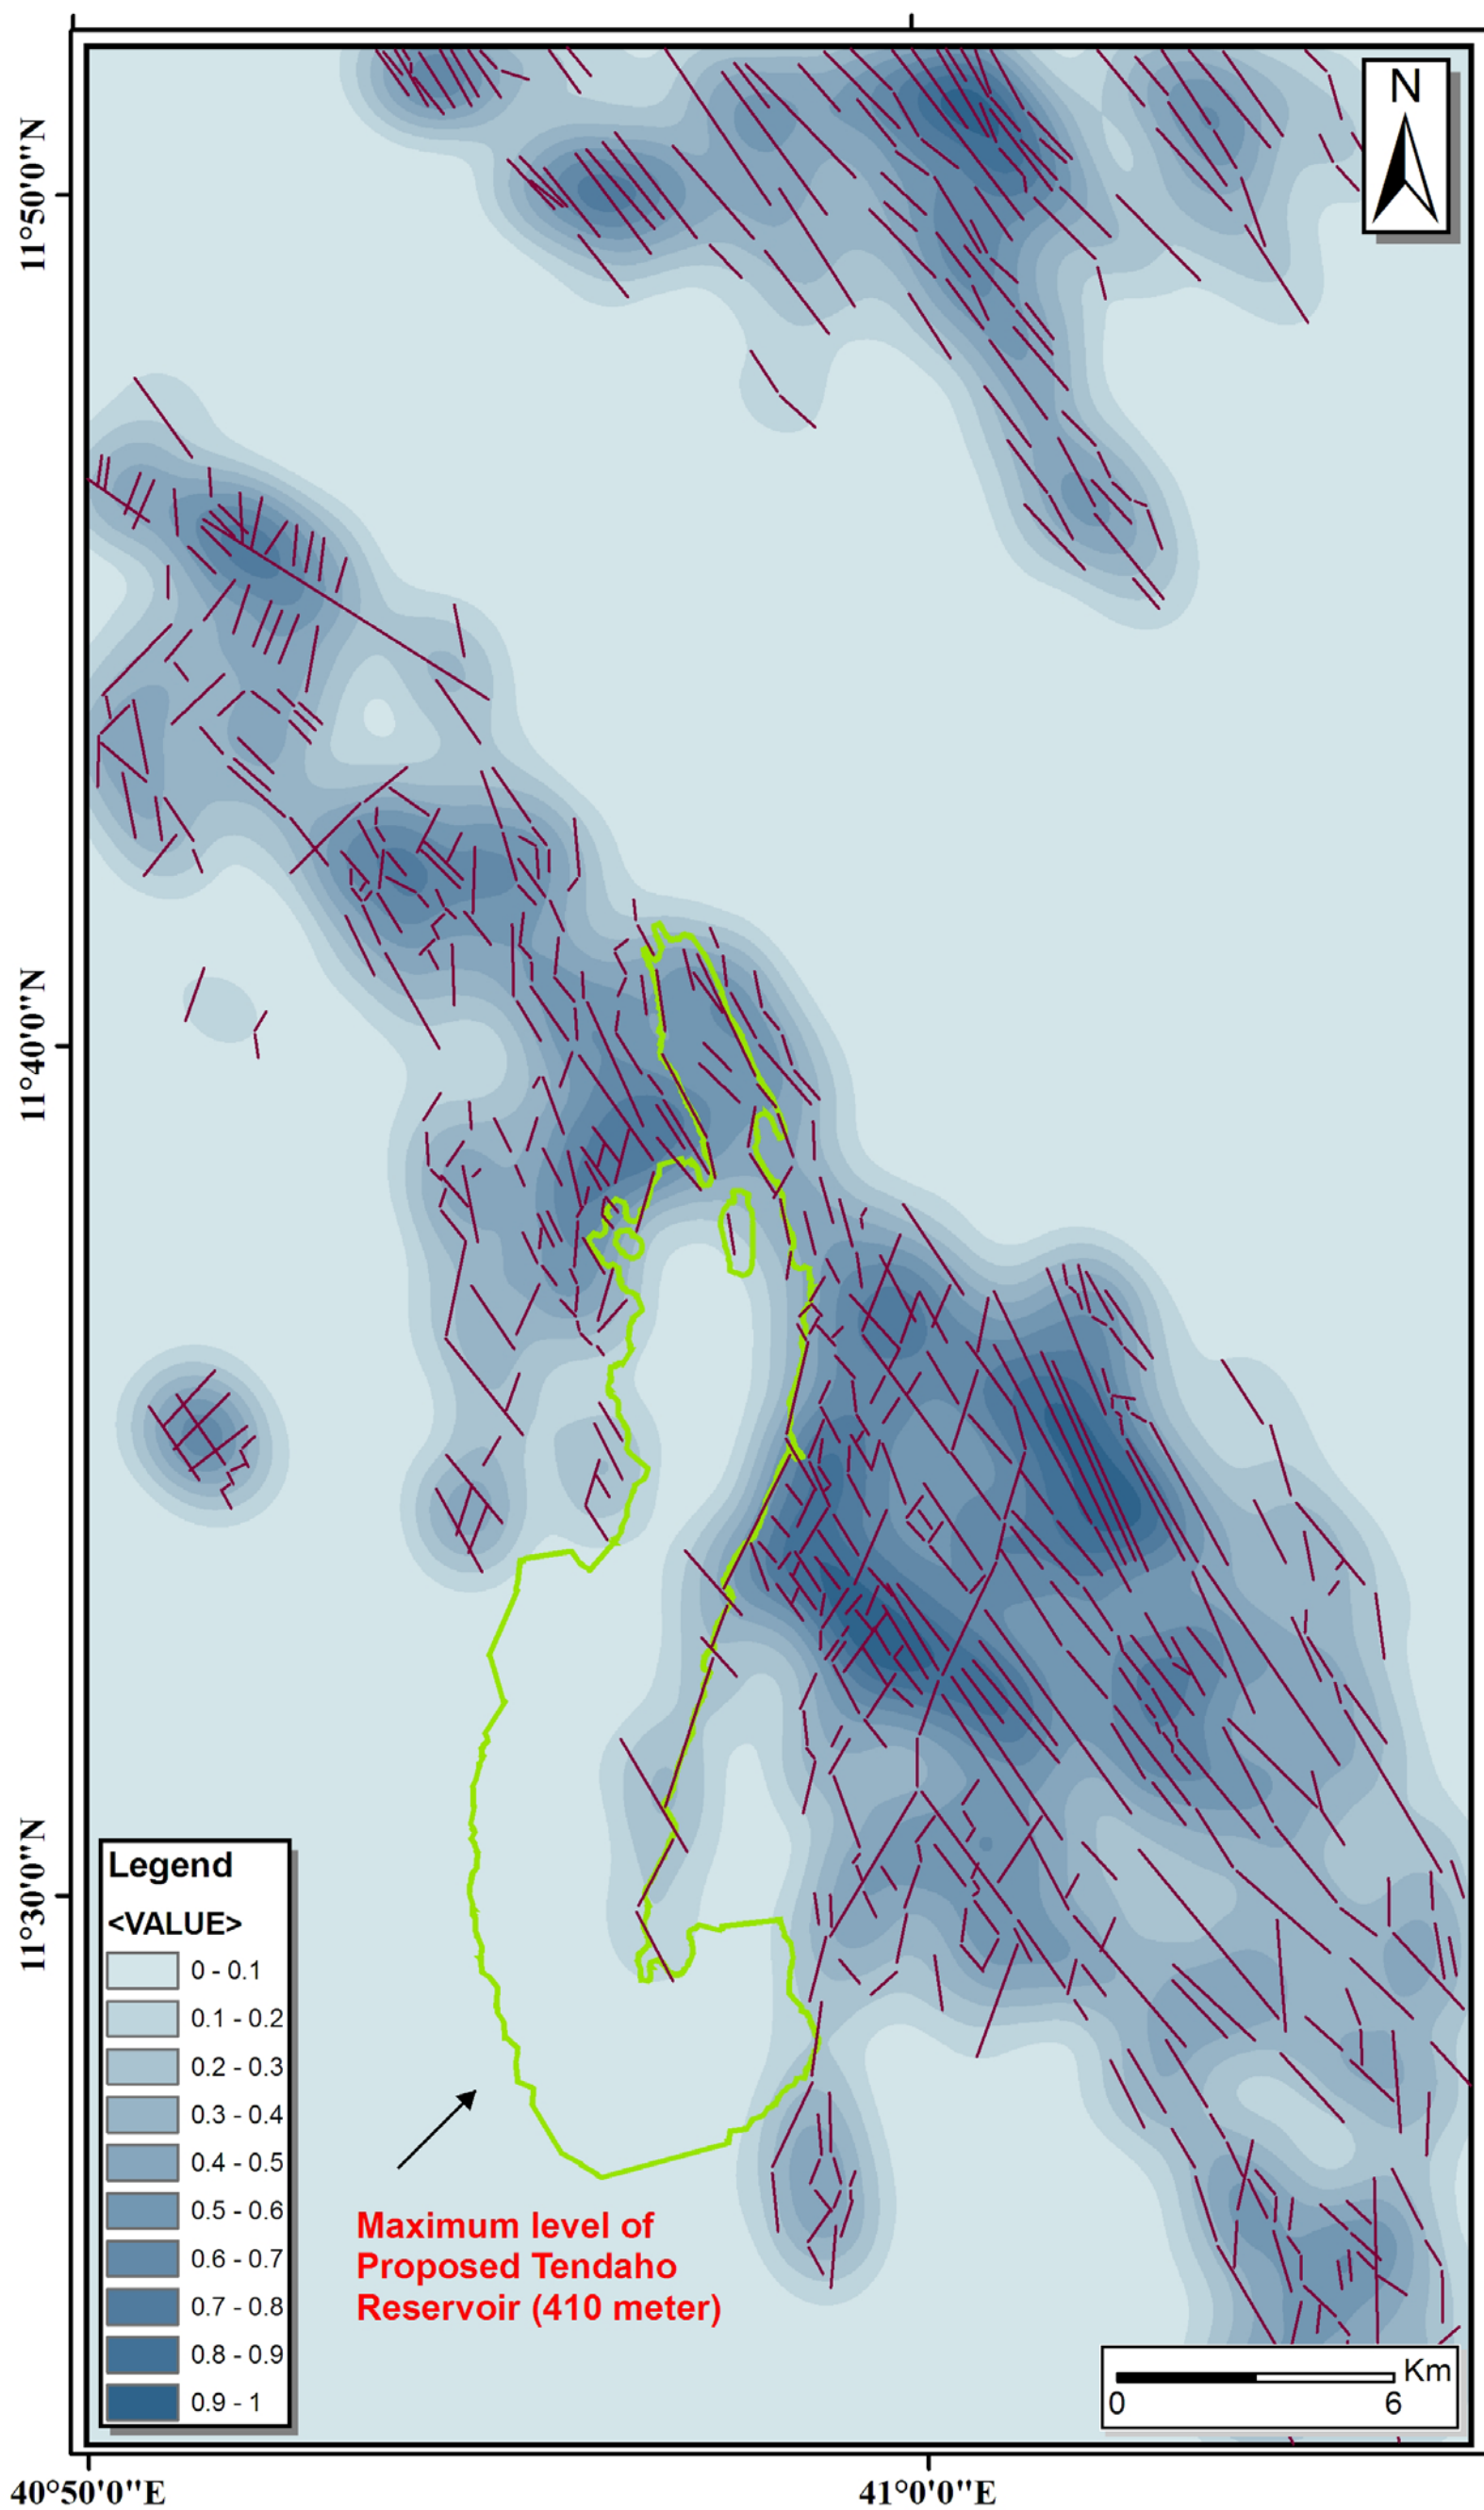 N
11°50'0"N
11°40'0"N
11°30'0"N
Legend
<VALUE>
0 - 0.1
0.1 - 0.2
0.2 - 0.3
0.3 - 0.4
0.4 - 0.5
0.5 - 0.6
0.6 - 0.7
0.7 - 0.8
0.8 - 0.9
0.9 - 1
Maximum level of
Proposed Tendaho
Reservoir (410 meter)
Km
0 6
40°50'0"E 41°0'0"E